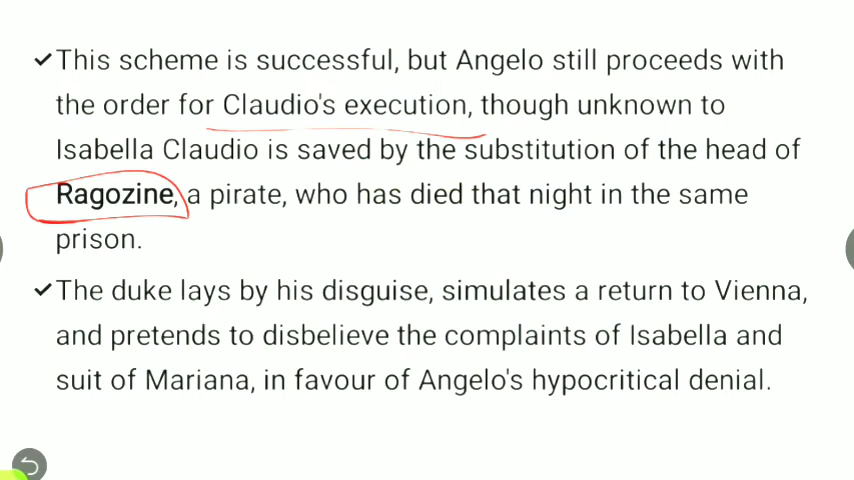 ✓This scheme is successful, but Angelo still proceeds with
the order for Claudio's execution, though unknown to
Isabella Claudio is saved by the substitution of the head of
Ragozine, a pirate, who has died that night in the same
prison.
✓The duke lays by his disguise, simulates a return to Vienna,
and pretends to disbelieve the complaints of Isabella and
suit of Mariana, in favour of Angelo's hypocritical denial.